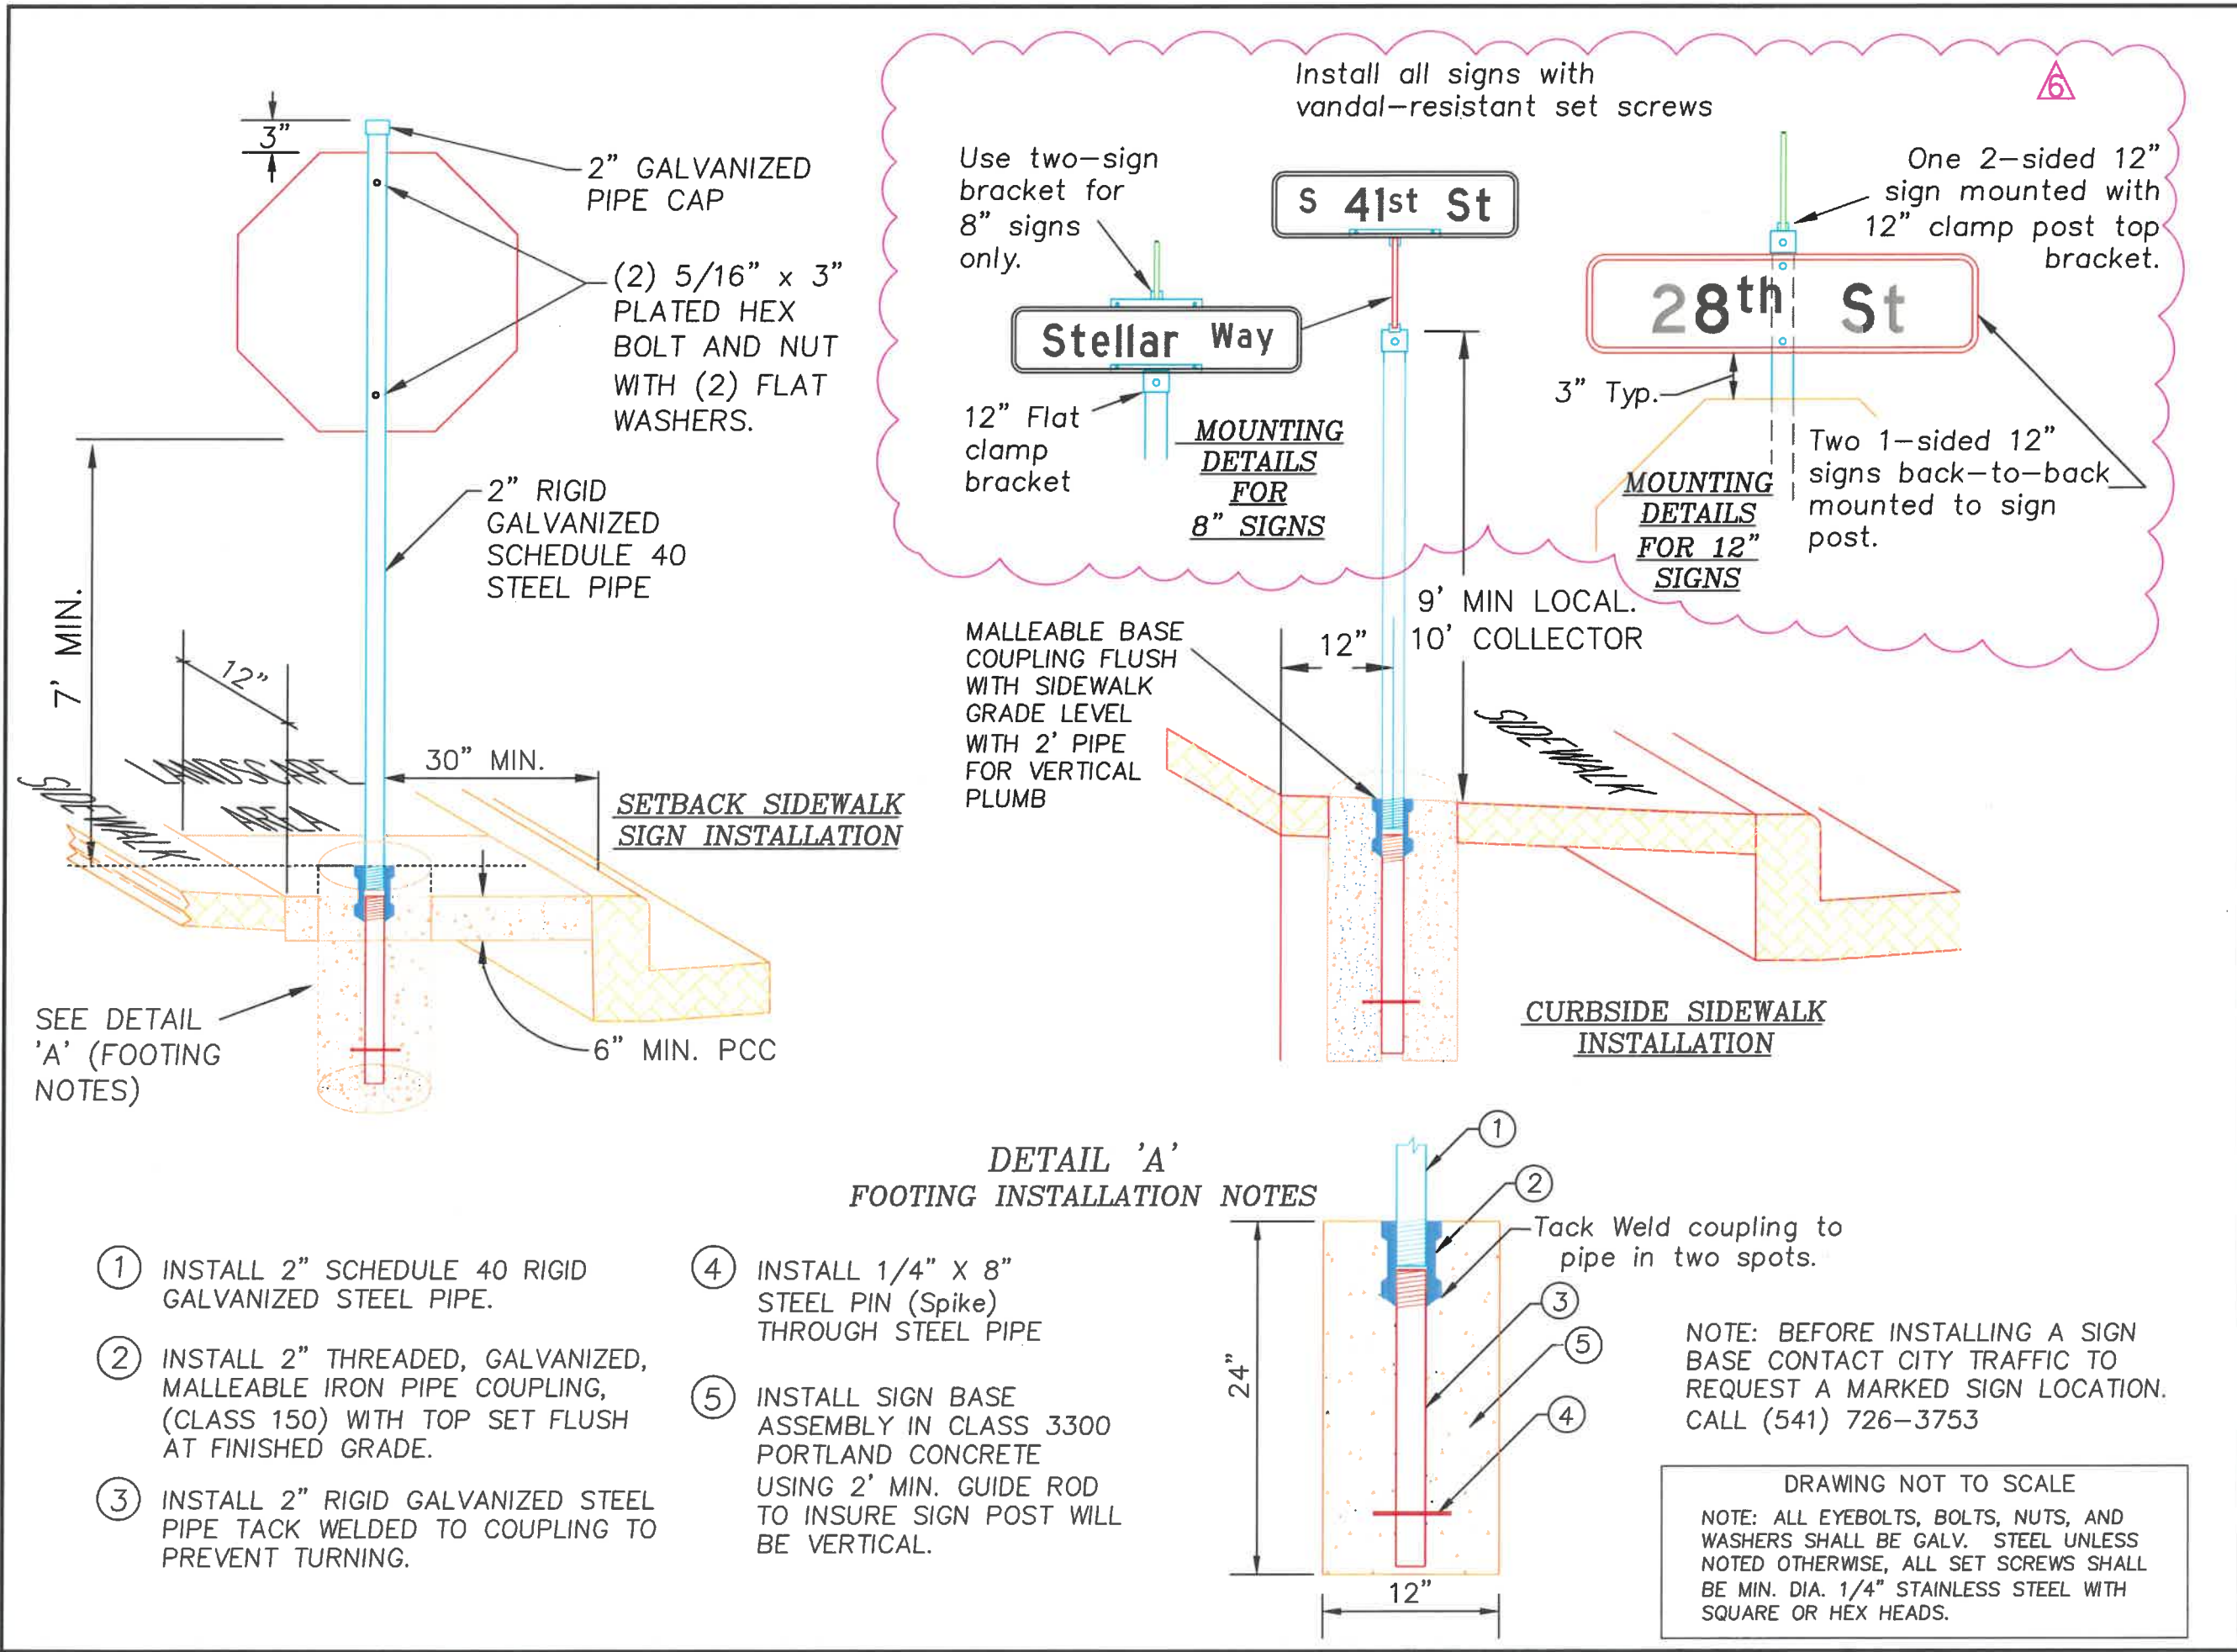 3"
2" GALVANIZED
PIPE CAP
(2) 5/16" x 3"
PLATED HEX
BOLT AND NUT
WITH (2) FLAT
WASHERS.
2" RIGID
GALVANIZED
SCHEDULE 40
STEEL PIPE
7' MIN.
12"
LANDSCAPE
AREA
SIDEWALK
30" MIN.
SETBACK SIDEWALK
SIGN INSTALLATION
SEE DETAIL
'A' (FOOTING
NOTES)
6" MIN. PCC
Install all signs with
vandal-resistant set screws
6
Use two-sign
bracket for
8" signs
only.
S 41st St
Stellar Way
12" Flat
clamp
bracket
MOUNTING
DETAILS
FOR
8" SIGNS
One 2-sided 12"
sign mounted with
12" clamp post top
bracket.
28th St
3" Typ.
Two 1-sided 12"
signs back-to-back
mounted to sign
post.
MOUNTING
DETAILS
FOR 12"
SIGNS
9' MIN LOCAL.
10' COLLECTOR
12"
MALLEABLE BASE
COUPLING FLUSH
WITH SIDEWALK
GRADE LEVEL
WITH 2' PIPE
FOR VERTICAL
PLUMB
SIDEWALK
CURBSIDE SIDEWALK
INSTALLATION
DETAIL 'A'
FOOTING INSTALLATION NOTES
1 INSTALL 2" SCHEDULE 40 RIGID
GALVANIZED STEEL PIPE.
2 INSTALL 2" THREADED, GALVANIZED,
MALLEABLE IRON PIPE COUPLING,
(CLASS 150) WITH TOP SET FLUSH
AT FINISHED GRADE.
3 INSTALL 2" RIGID GALVANIZED STEEL
PIPE TACK WELDED TO COUPLING TO
PREVENT TURNING.
4 INSTALL 1/4" X 8"
STEEL PIN (Spike)
THROUGH STEEL PIPE
5 INSTALL SIGN BASE
ASSEMBLY IN CLASS 3300
PORTLAND CONCRETE
USING 2' MIN. GUIDE ROD
TO INSURE SIGN POST WILL
BE VERTICAL.
1
2
Tack Weld coupling to
pipe in two spots.
3
5
4
24"
12"
NOTE: BEFORE INSTALLING A SIGN
BASE CONTACT CITY TRAFFIC TO
REQUEST A MARKED SIGN LOCATION.
CALL (541) 726-3753
DRAWING NOT TO SCALE
NOTE: ALL EYEBOLTS, BOLTS, NUTS, AND
WASHERS SHALL BE GALV. STEEL UNLESS
NOTED OTHERWISE, ALL SET SCREWS SHALL
BE MIN. DIA. 1/4" STAINLESS STEEL WITH
SQUARE OR HEX HEADS.